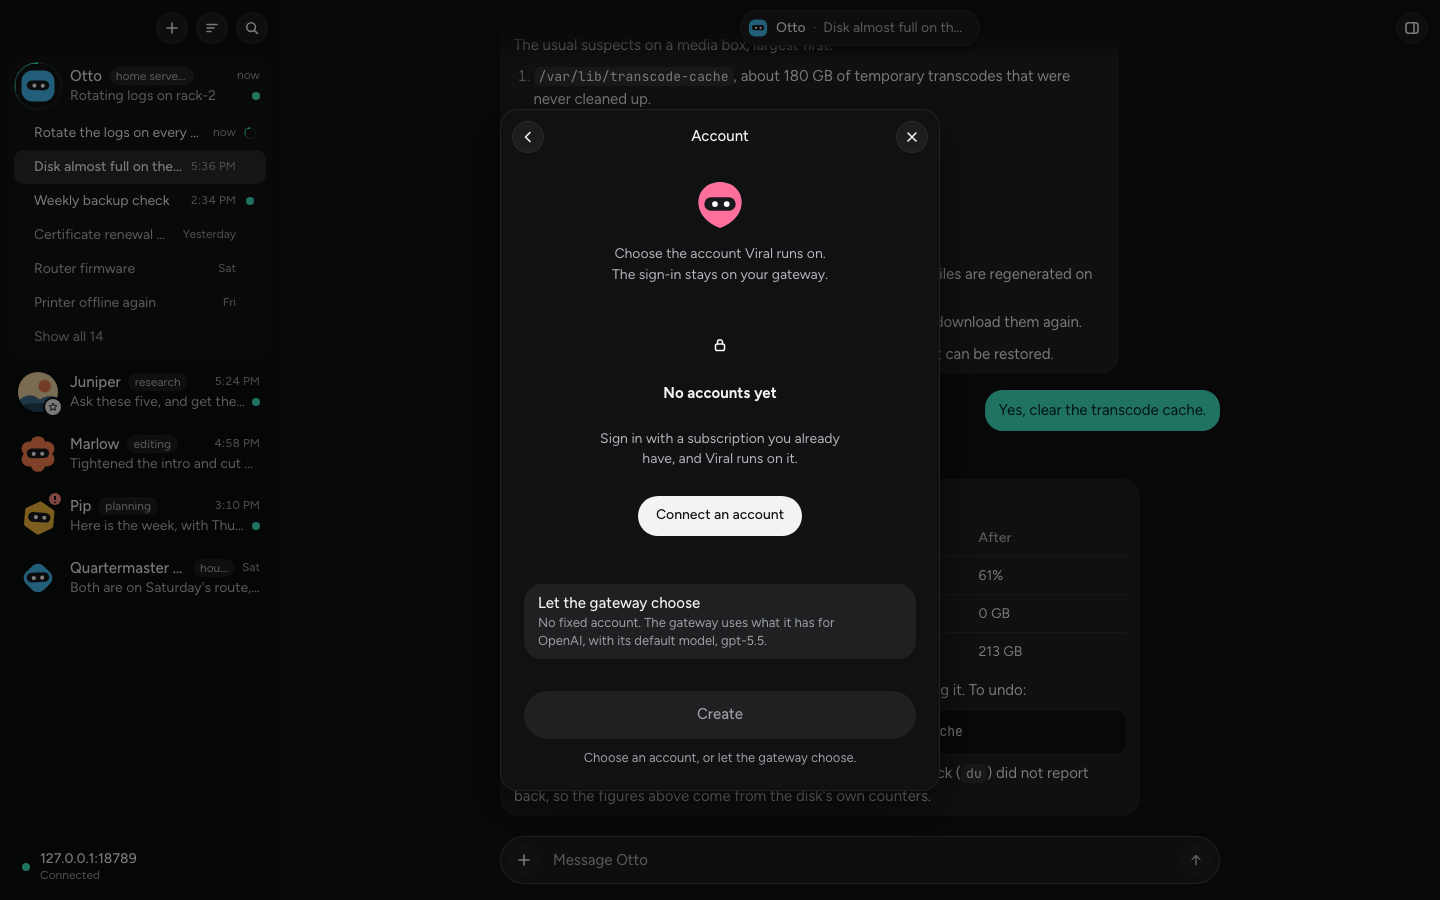 Otto · Disk almost full on th...
Otto home serve... now
Rotating logs on rack-2
Rotate the logs on every ... now
Disk almost full on the... 5:36 PM
Weekly backup check 2:34 PM
Certificate renewal ... Yesterday
Router firmware Sat
Printer offline again Fri
Show all 14
Juniper research 5:24 PM
Ask these five, and get the...
Marlow editing 4:58 PM
Tightened the intro and cut ...
Pip planning 3:10 PM
Here is the week, with Thu...
Quartermaster ... hou... Sat
Both are on Saturday's route,...
127.0.0.1:18789
Connected
The usual suspects on a media box, largest first:
1. /var/lib/transcode-cache, about 180 GB of temporary transcodes that were
never cleaned up.
Account
Choose the account Viral runs on.
The sign-in stays on your gateway.
No accounts yet
Sign in with a subscription you already
have, and Viral runs on it.
Connect an account
Let the gateway choose
No fixed account. The gateway uses what it has for
OpenAI, with its default model, gpt-5.5.
Create
Choose an account, or let the gateway choose.
are regenerated on
download them again.
can be restored.
Yes, clear the transcode cache.
After
61%
0 GB
213 GB
it. To undo:
(du) did not report
back, so the figures above come from the disk's own counters.
Message Otto